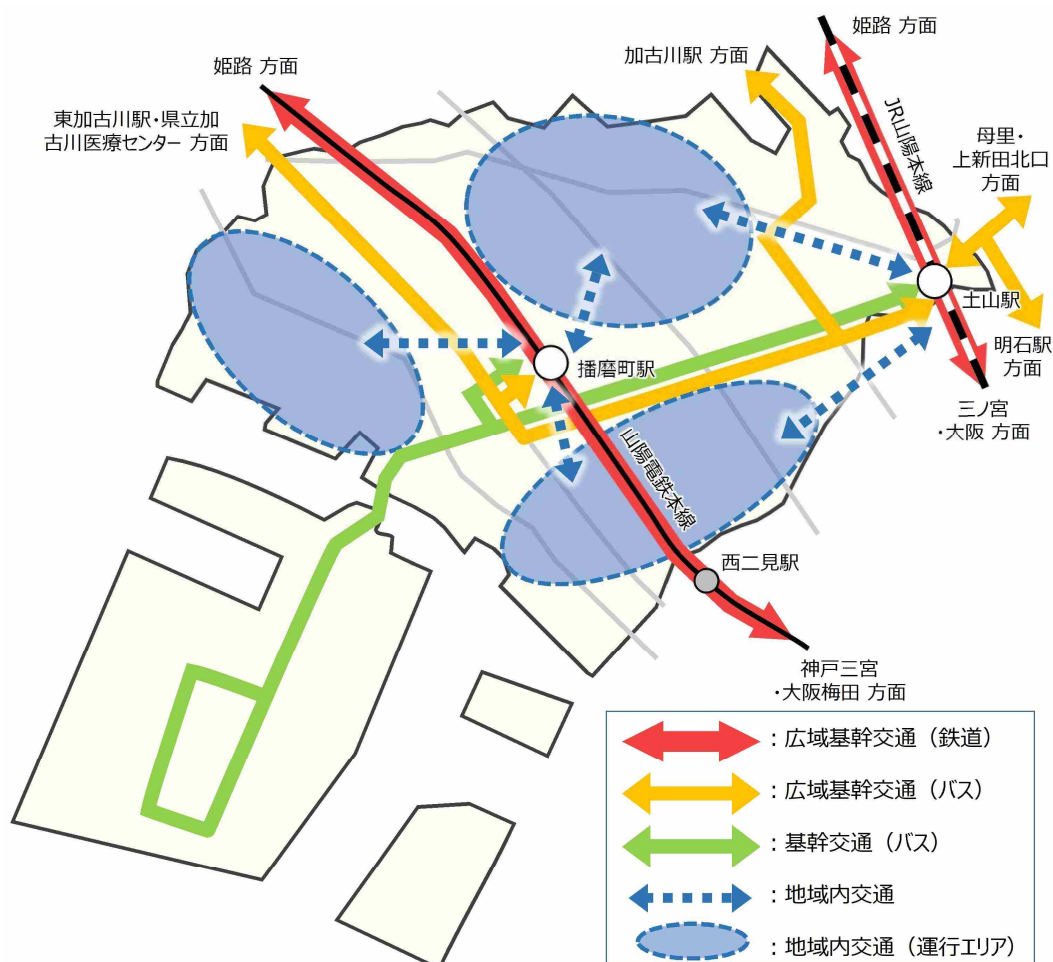 姫路 方面
加古川駅 方面
姫路 方面
東加古川駅・県立加
古川医療センター 方面
JR山陽本線
母里・
上新田北口
方面
土山駅
播磨町駅
明石駅
方面
三ノ宮
・大阪 方面
山陽電鉄本線
西二見駅
神戸三宮
・大阪梅田 方面
：広域基幹交通（鉄道）
：広域基幹交通（バス）
：基幹交通（バス）
：地域内交通
：地域内交通（運行エリア）